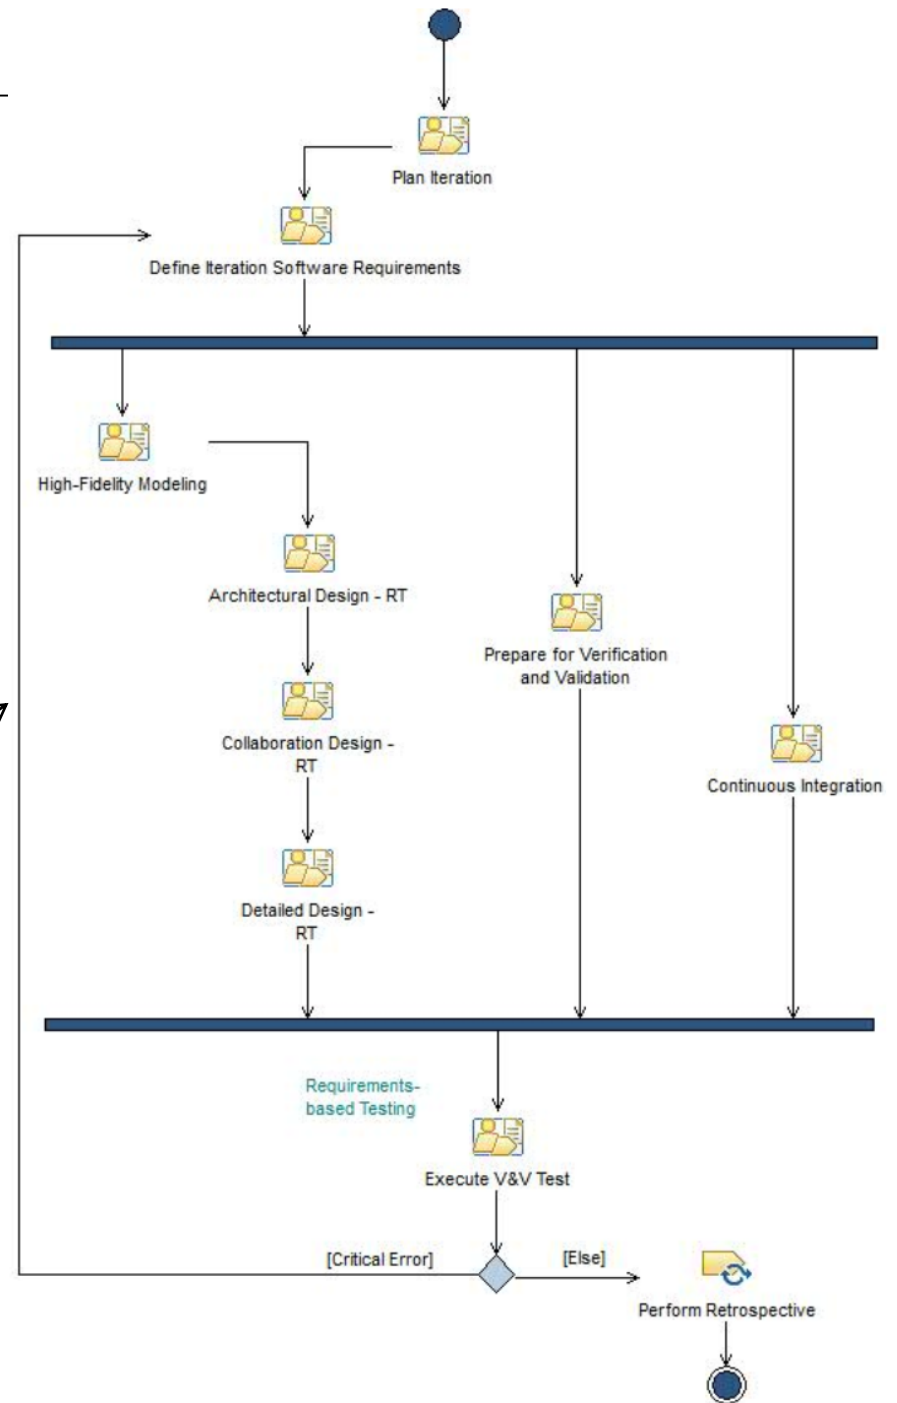 Plan Iteration
Define Iteration Software Requirements
High-Fidelity Modeling
Architectural Design - RT
Prepare for Verification
and Validation
Collaboration Design -
RT
Continuous Integration
Detailed Design -
RT
Requirements-
based Testing
Execute V&V Test
[Critical Error]
[Else]
Perform Retrospective